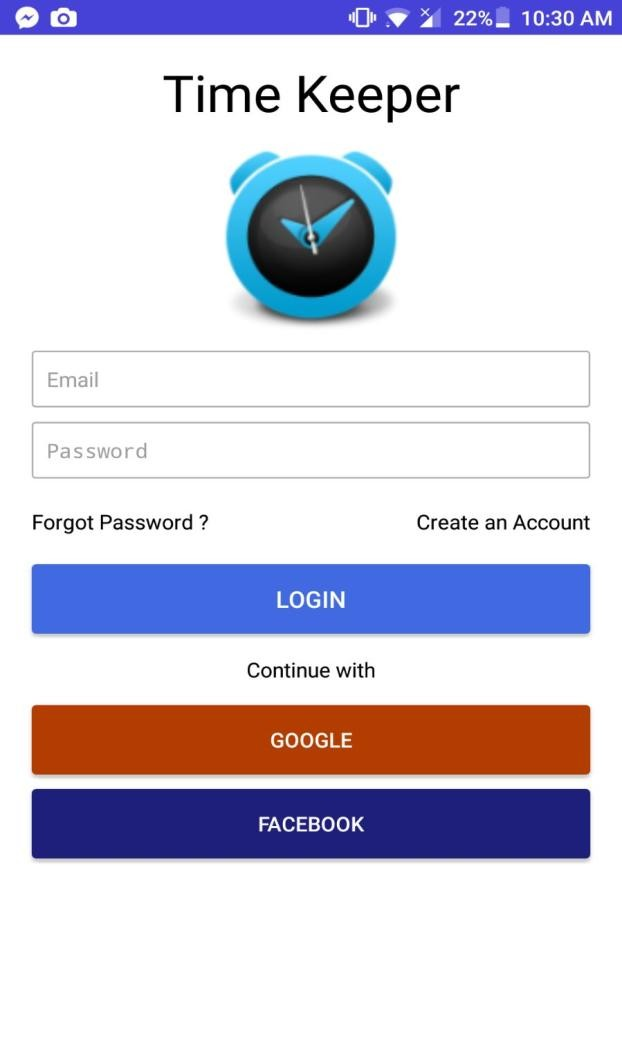 22% 10:30 AM
Time Keeper
Email
Password
Forgot Password ? Create an Account
LOGIN
Continue with
GOOGLE
FACEBOOK